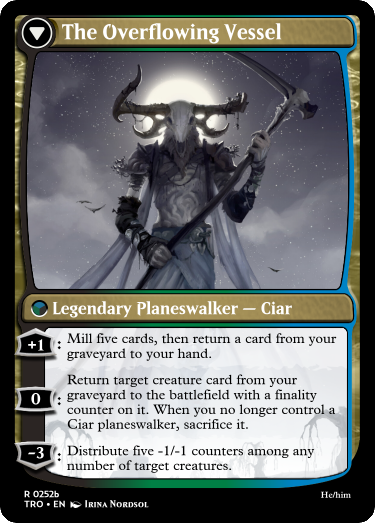 The Overflowing Vessel
Legendary Planeswalker — Ciar
+1: Mill five cards, then return a card from your
graveyard to your hand.
0: Return target creature card from your
graveyard to the battlefield with a finality
counter on it. When you no longer control a
Ciar planeswalker, sacrifice it.
-3: Distribute five -1/-1 counters among any
number of target creatures.
R 0252b
TRO • EN Irina Nordsol
He/him